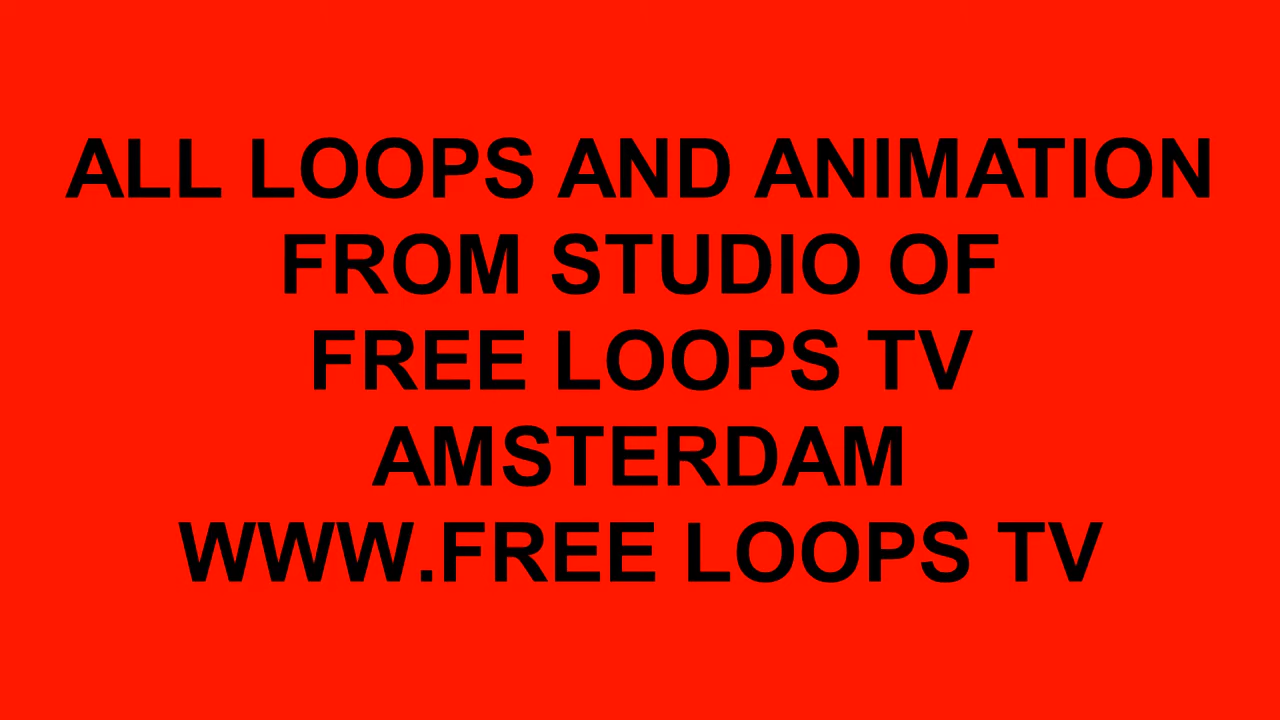 ALL LOOPS AND ANIMATION
FROM STUDIO OF
FREE LOOPS TV
AMSTERDAM
WWW.FREE LOOPS TV